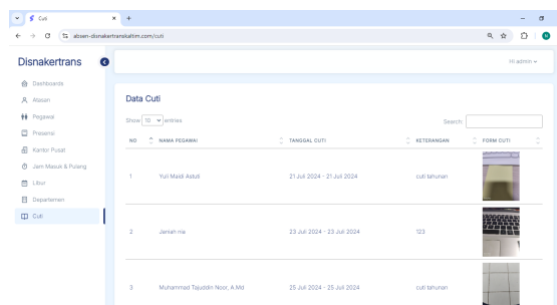 Cuti
absen-disnakertranskaltim.com/cuti
Disnakertrans
Hi admin
Dashboards
Atasan
Pegawai
Presensi
Kantor Pusat
Jam Masuk & Pulang
Libur
Departemen
Cuti
Data Cuti
Show 10 entries
Search:
NO NAMA PEGAWAI TANGGAL CUTI KETERANGAN FORM CUTI
1 Yuli Maidi Astuti 21 Juli 2024 - 21 Juli 2024 cuti tahunan
2 Janiah nia 23 Juli 2024 - 23 Juli 2024 123
3 Muhammad Tajuddin Noor, A.Md 25 Juli 2024 - 25 Juli 2024 cuti tahunan